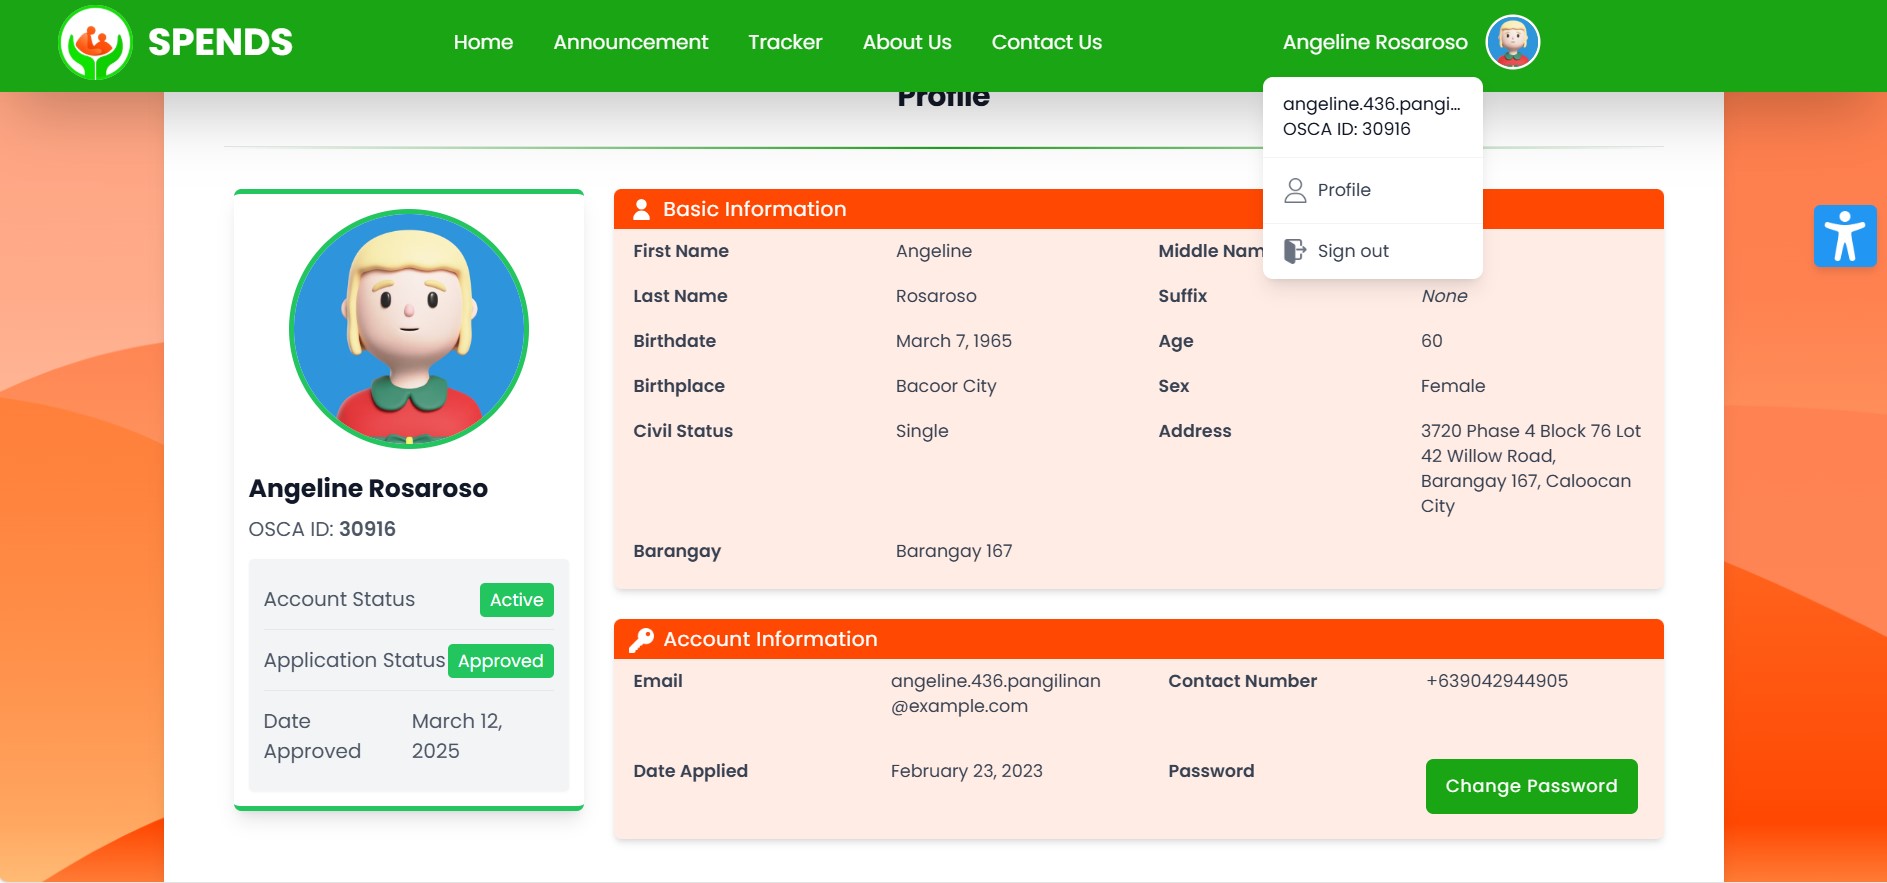 SPENDS
Home Announcement Tracker About Us Contact Us
Angeline Rosaroso
angeline.436.pangi...
OSCA ID: 30916
Profile
Sign out
Profile
Angeline Rosaroso
OSCA ID: 30916
Account Status Active
Application Status Approved
Date Approved March 12, 2025
Basic Information
First Name Angeline Middle Nam
Last Name Rosaroso Suffix None
Birthdate March 7, 1965 Age 60
Birthplace Bacoor City Sex Female
Civil Status Single Address 3720 Phase 4 Block 76 Lot
42 Willow Road,
Barangay 167, Caloocan
City
Barangay Barangay 167
Account Information
Email angeline.436.pangilinan
@example.com
Contact Number +639042944905
Date Applied February 23, 2023 Password Change Password